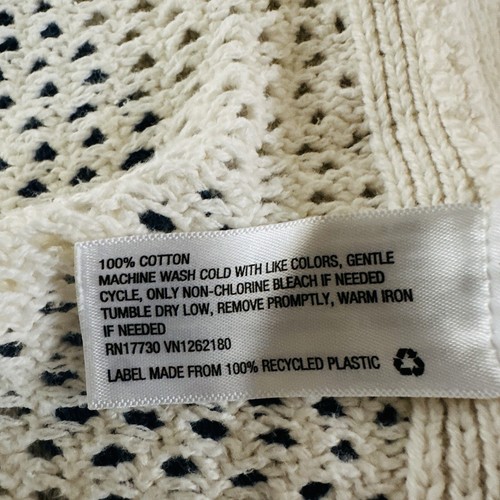 100% COTTON
MACHINE WASH COLD WITH LIKE COLORS, GENTLE
CYCLE, ONLY NON-CHLORINE BLEACH IF NEEDED
TUMBLE DRY LOW, REMOVE PROMPTLY, WARM IRON
IF NEEDED
RN17730 VN1262180
LABEL MADE FROM 100% RECYCLED PLASTIC